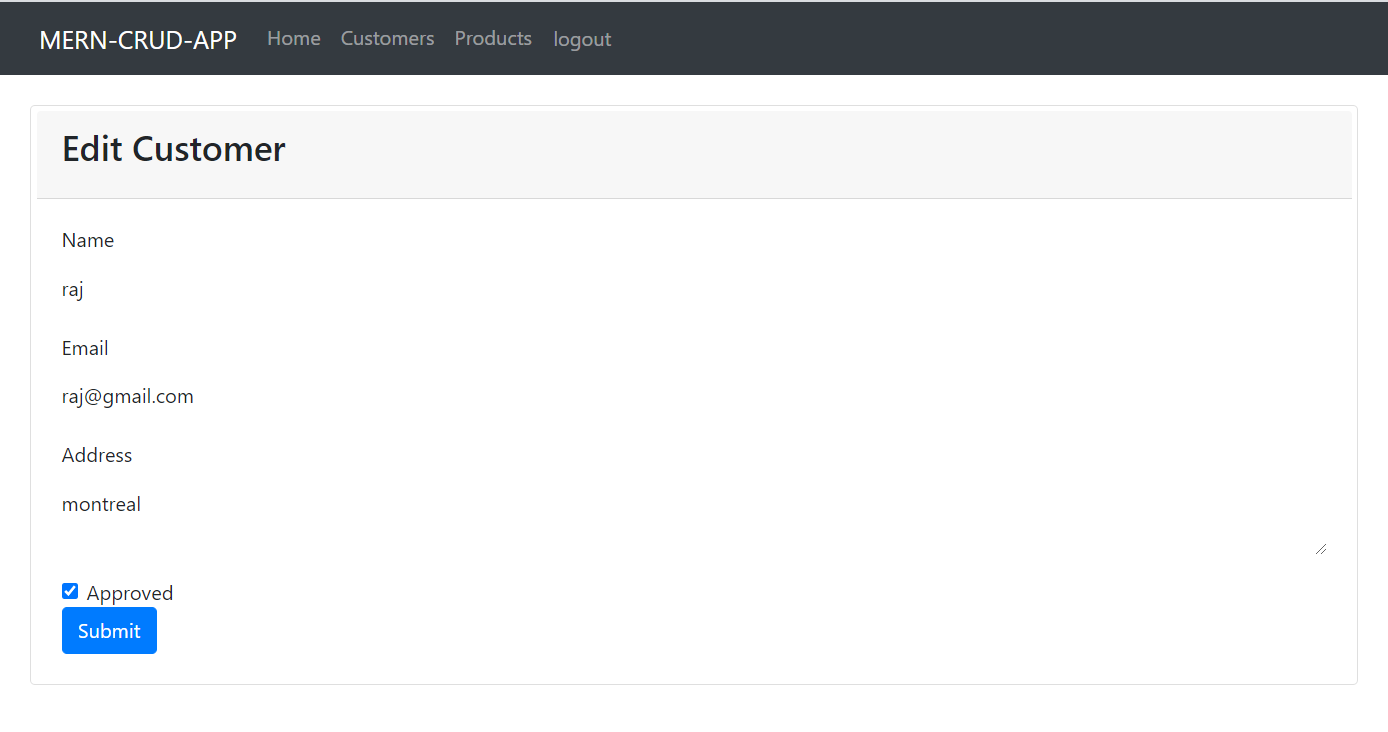 MERN-CRUD-APP Home Customers Products logout
Edit Customer
Name
raj
Email
raj@gmail.com
Address
montreal
Approved
Submit